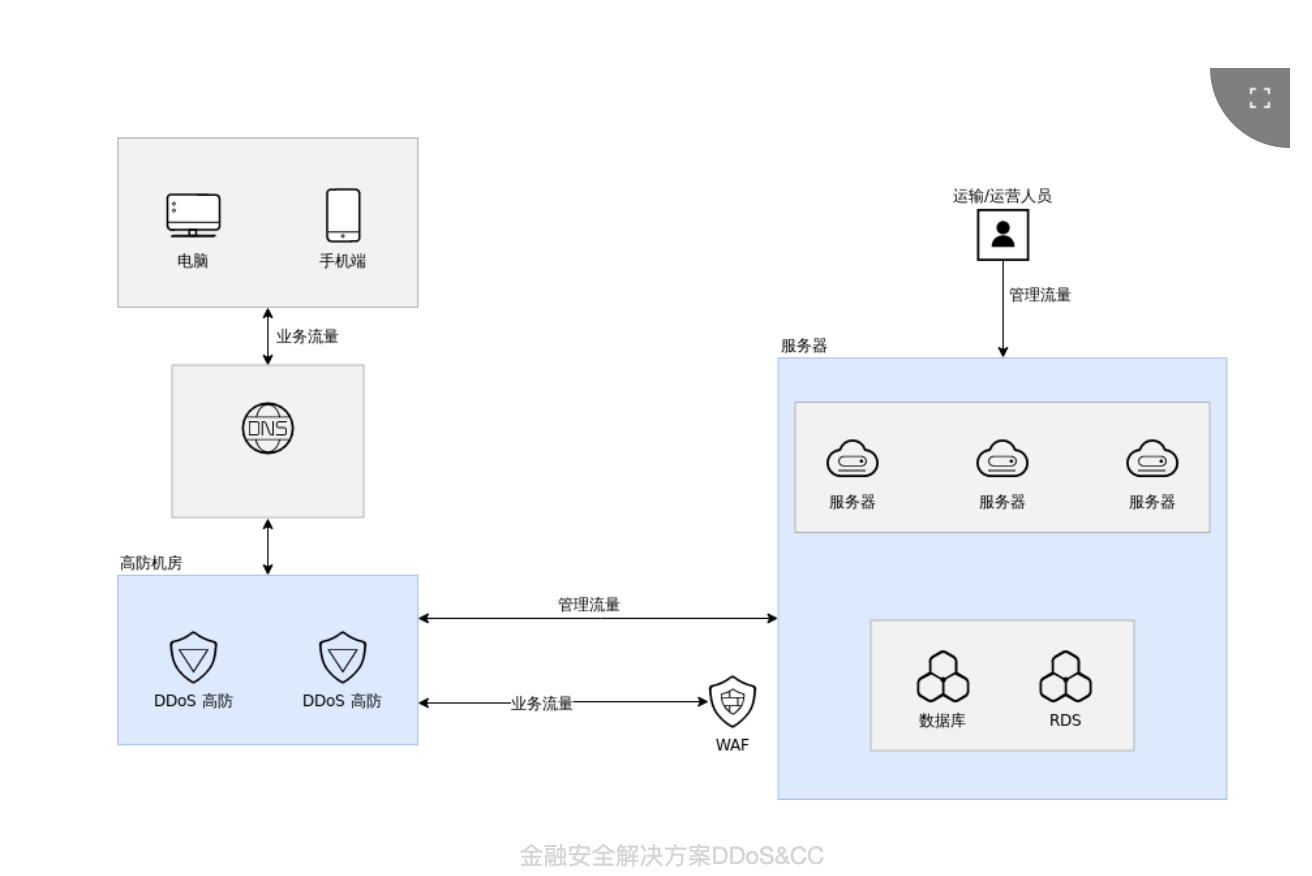 电脑
手机端
业务流量
DNS
高防机房
DDoS 高防
DDoS 高防
管理流量
业务流量
WAF
运输/运营人员
管理流量
服务器
服务器
服务器
服务器
数据库
RDS
金融安全解决方案DDoS&CC